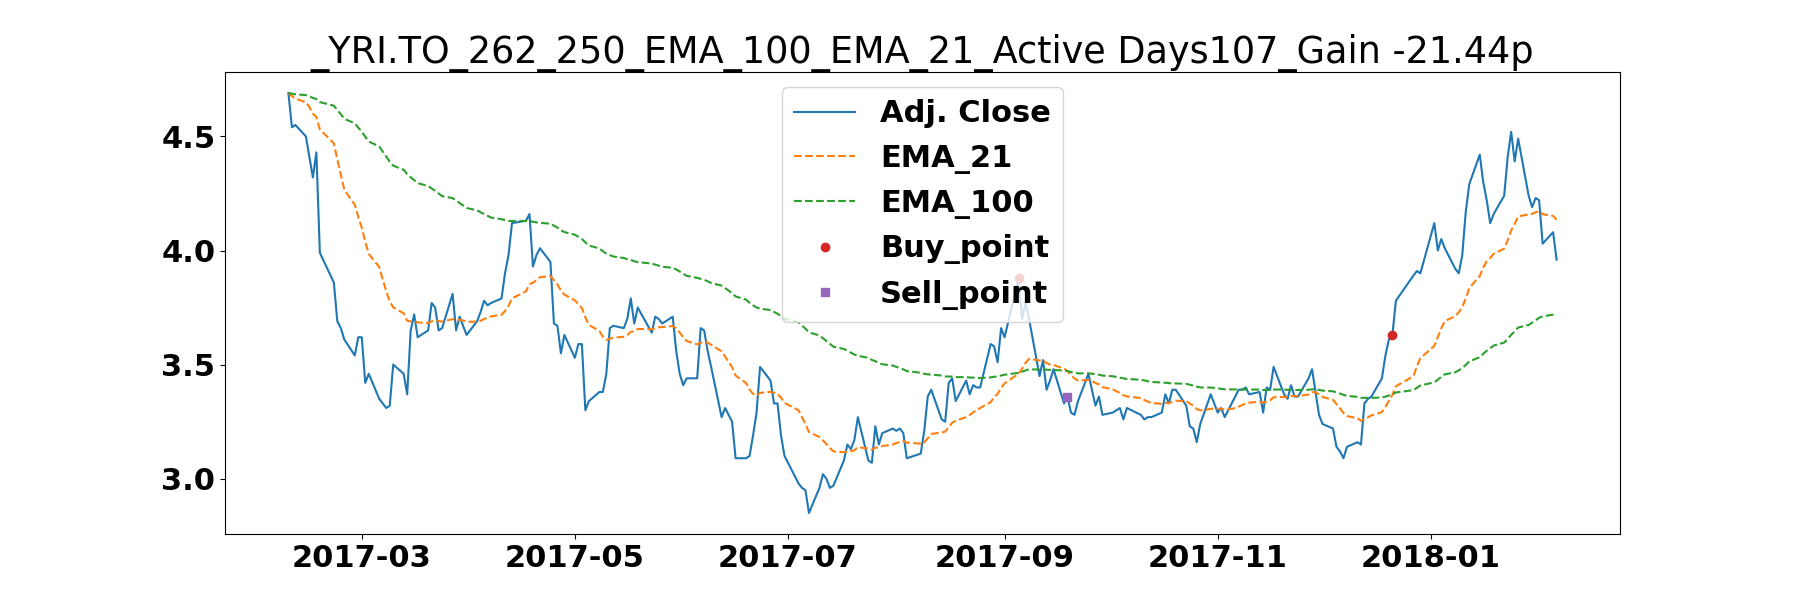 _YRI.TO_262_250_EMA_100_EMA_21_Active Days107_Gain -21.44p
Adj. Close
EMA_21
EMA_100
Buy_point
Sell_point
4.5
4.0
3.5
3.0
2017-03
2017-05
2017-07
2017-09
2017-11
2018-01